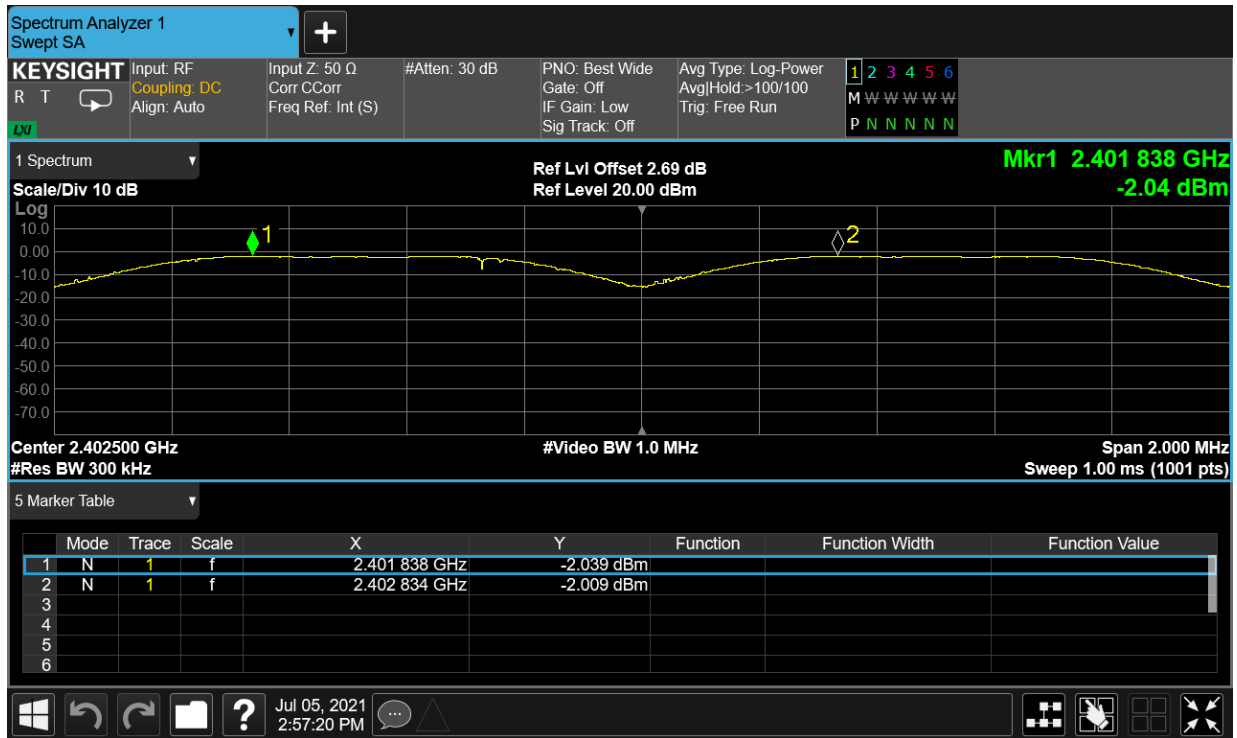 Spectrum Analyzer 1
Swept SA
KEYSIGHT
R T
LXI
Input: RF
Coupling: DC
Align: Auto
Input Z: 50 Ω
Corr CCorr
Freq Ref: Int (S)
#Atten: 30 dB
PNO: Best Wide
Gate: Off
IF Gain: Low
Sig Track: Off
Avg Type: Log-Power
Avg|Hold:>100/100
Trig: Free Run
1 2 3 4 5 6
M W W W W W
P N N N N N
1 Spectrum
Scale/Div 10 dB
Ref Lvl Offset 2.69 dB
Ref Level 20.00 dBm
Mkr1 2.401 838 GHz
-2.04 dBm
Log
10.0
0.00
-10.0
-20.0
-30.0
-40.0
-50.0
-60.0
-70.0
1
2
Center 2.402500 GHz
#Res BW 300 kHz
#Video BW 1.0 MHz
Span 2.000 MHz
Sweep 1.00 ms (1001 pts)
5 Marker Table
Mode Trace Scale X Y Function Function Width Function Value
1 N 1 f 2.401 838 GHz -2.039 dBm
2 N 1 f 2.402 834 GHz -2.009 dBm
3
4
5
6
?
Jul 05, 2021
2:57:20 PM